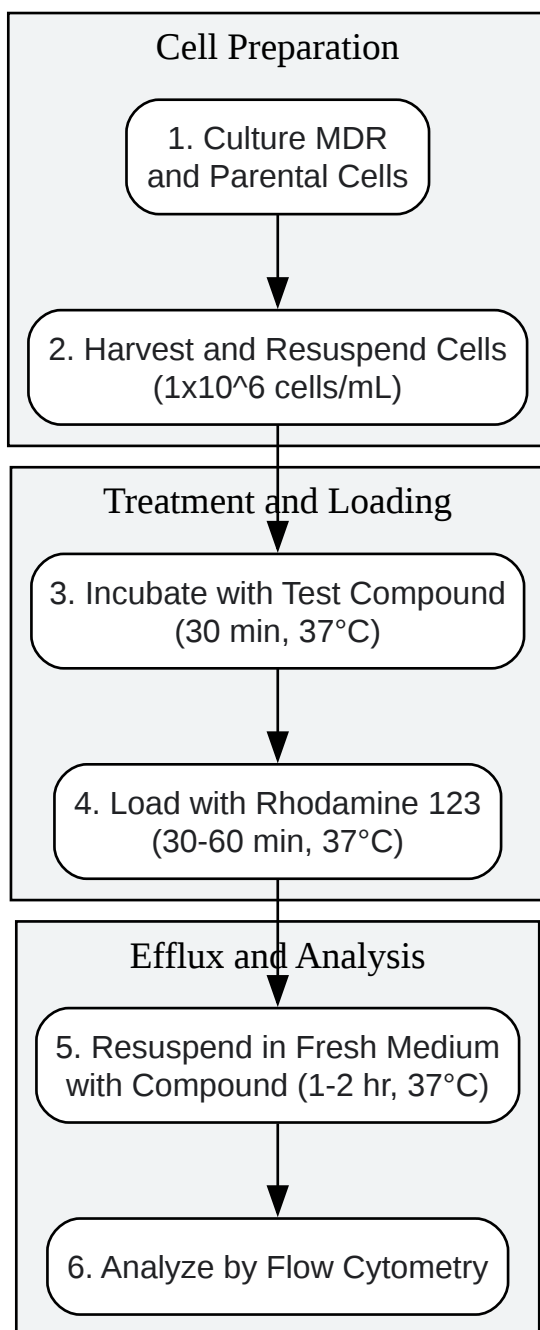 Cell Preparation
1. Culture MDR
and Parental Cells
2. Harvest and Resuspend Cells
(1x10^6 cells/mL)
Treatment and Loading
3. Incubate with Test Compound
(30 min, 37°C)
4. Load with Rhodamine 123
(30-60 min, 37°C)
Efflux and Analysis
5. Resuspend in Fresh Medium
with Compound (1-2 hr, 37°C)
6. Analyze by Flow Cytometry